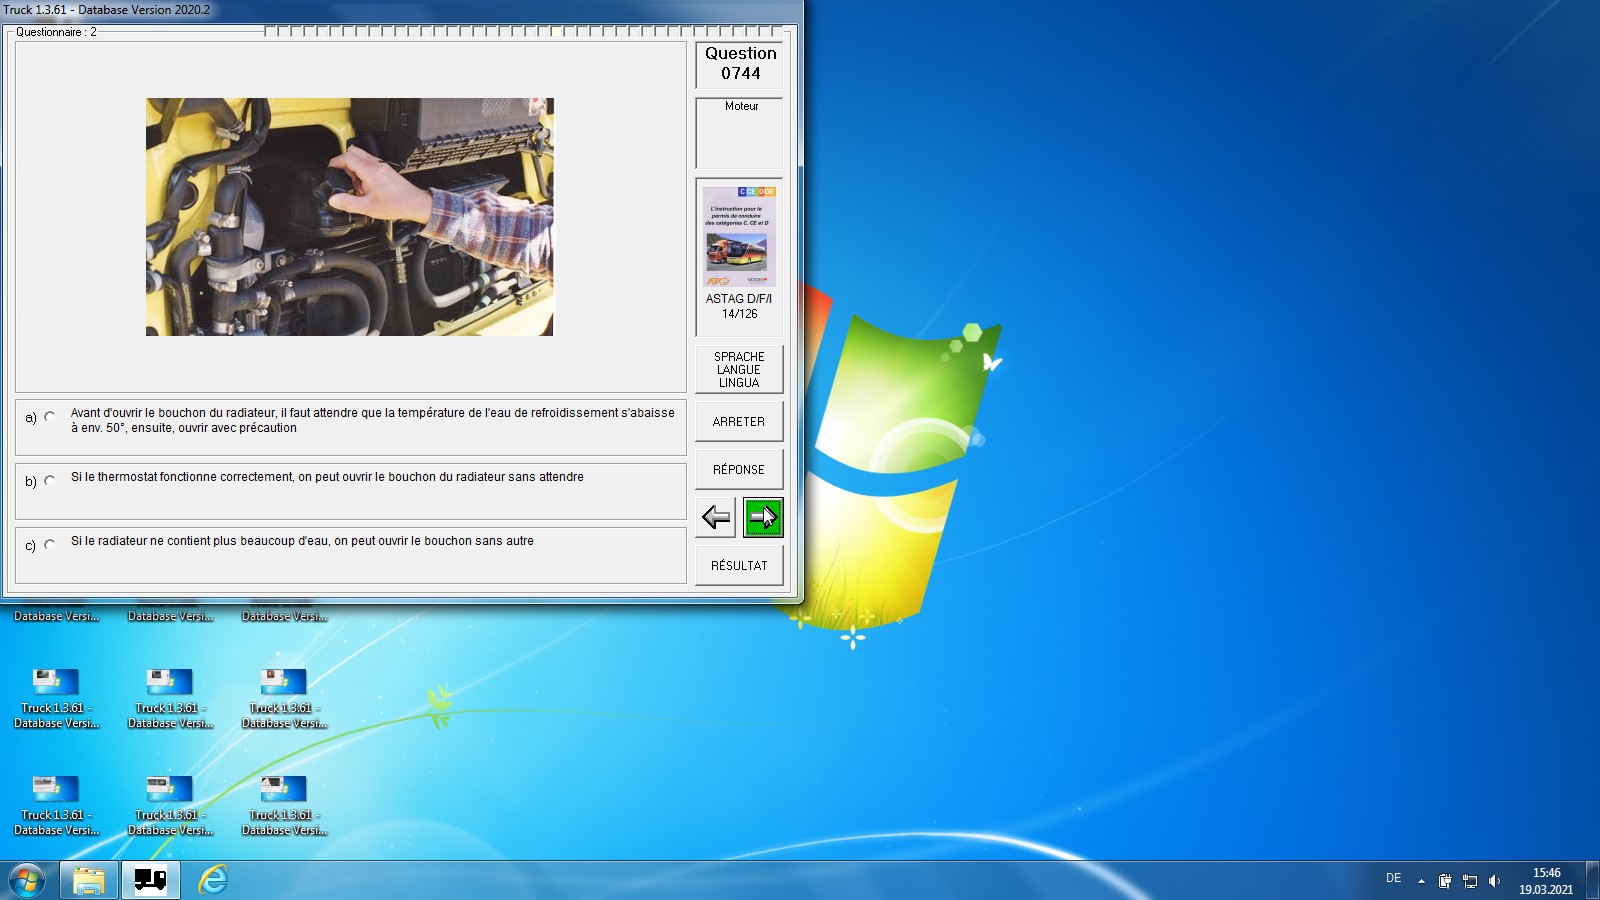 Truck 1.3.61 - Database Version 2020.2
Questionnaire : 2
Question
0744
Moteur
C CE D DE
L'instruction pour le
permis de conduire
des catégories C, CE et D
ASTAG D/F/I
14/126
SPRACHE
LANGUE
LINGUA
ARRETER
RÉPONSE
RÉSULTAT
a) Avant d'ouvrir le bouchon du radiateur, il faut attendre que la température de l'eau de refroidissement s'abaisse
à env. 50°, ensuite, ouvrir avec précaution
b) Si le thermostat fonctionne correctement, on peut ouvrir le bouchon du radiateur sans attendre
c) Si le radiateur ne contient plus beaucoup d'eau, on peut ouvrir le bouchon sans autre
Database Versi... Database Versi... Database Versi...
Truck 1.3.61 - Truck 1.3.61 - Truck 1.3.61 -
Database Versi... Database Versi... Database Versi...
Truck 1.3.61 - Truck 1.3.61 - Truck 1.3.61 -
Database Versi... Database Versi... Database Versi...
DE
15:46
19.03.2021